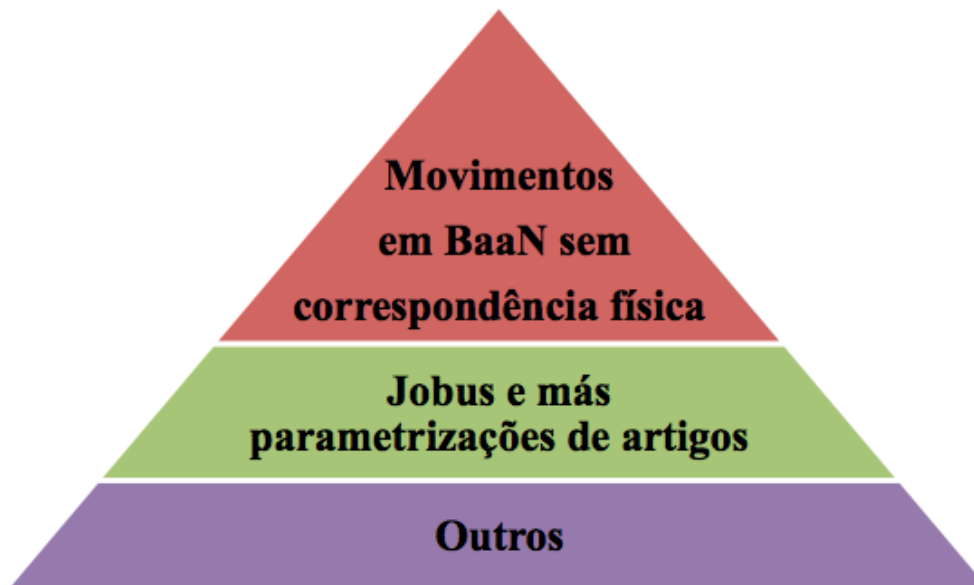 Movimentos
em BaaN sem
correspondência física
Jobus e más
parametrizações de artigos
Outros